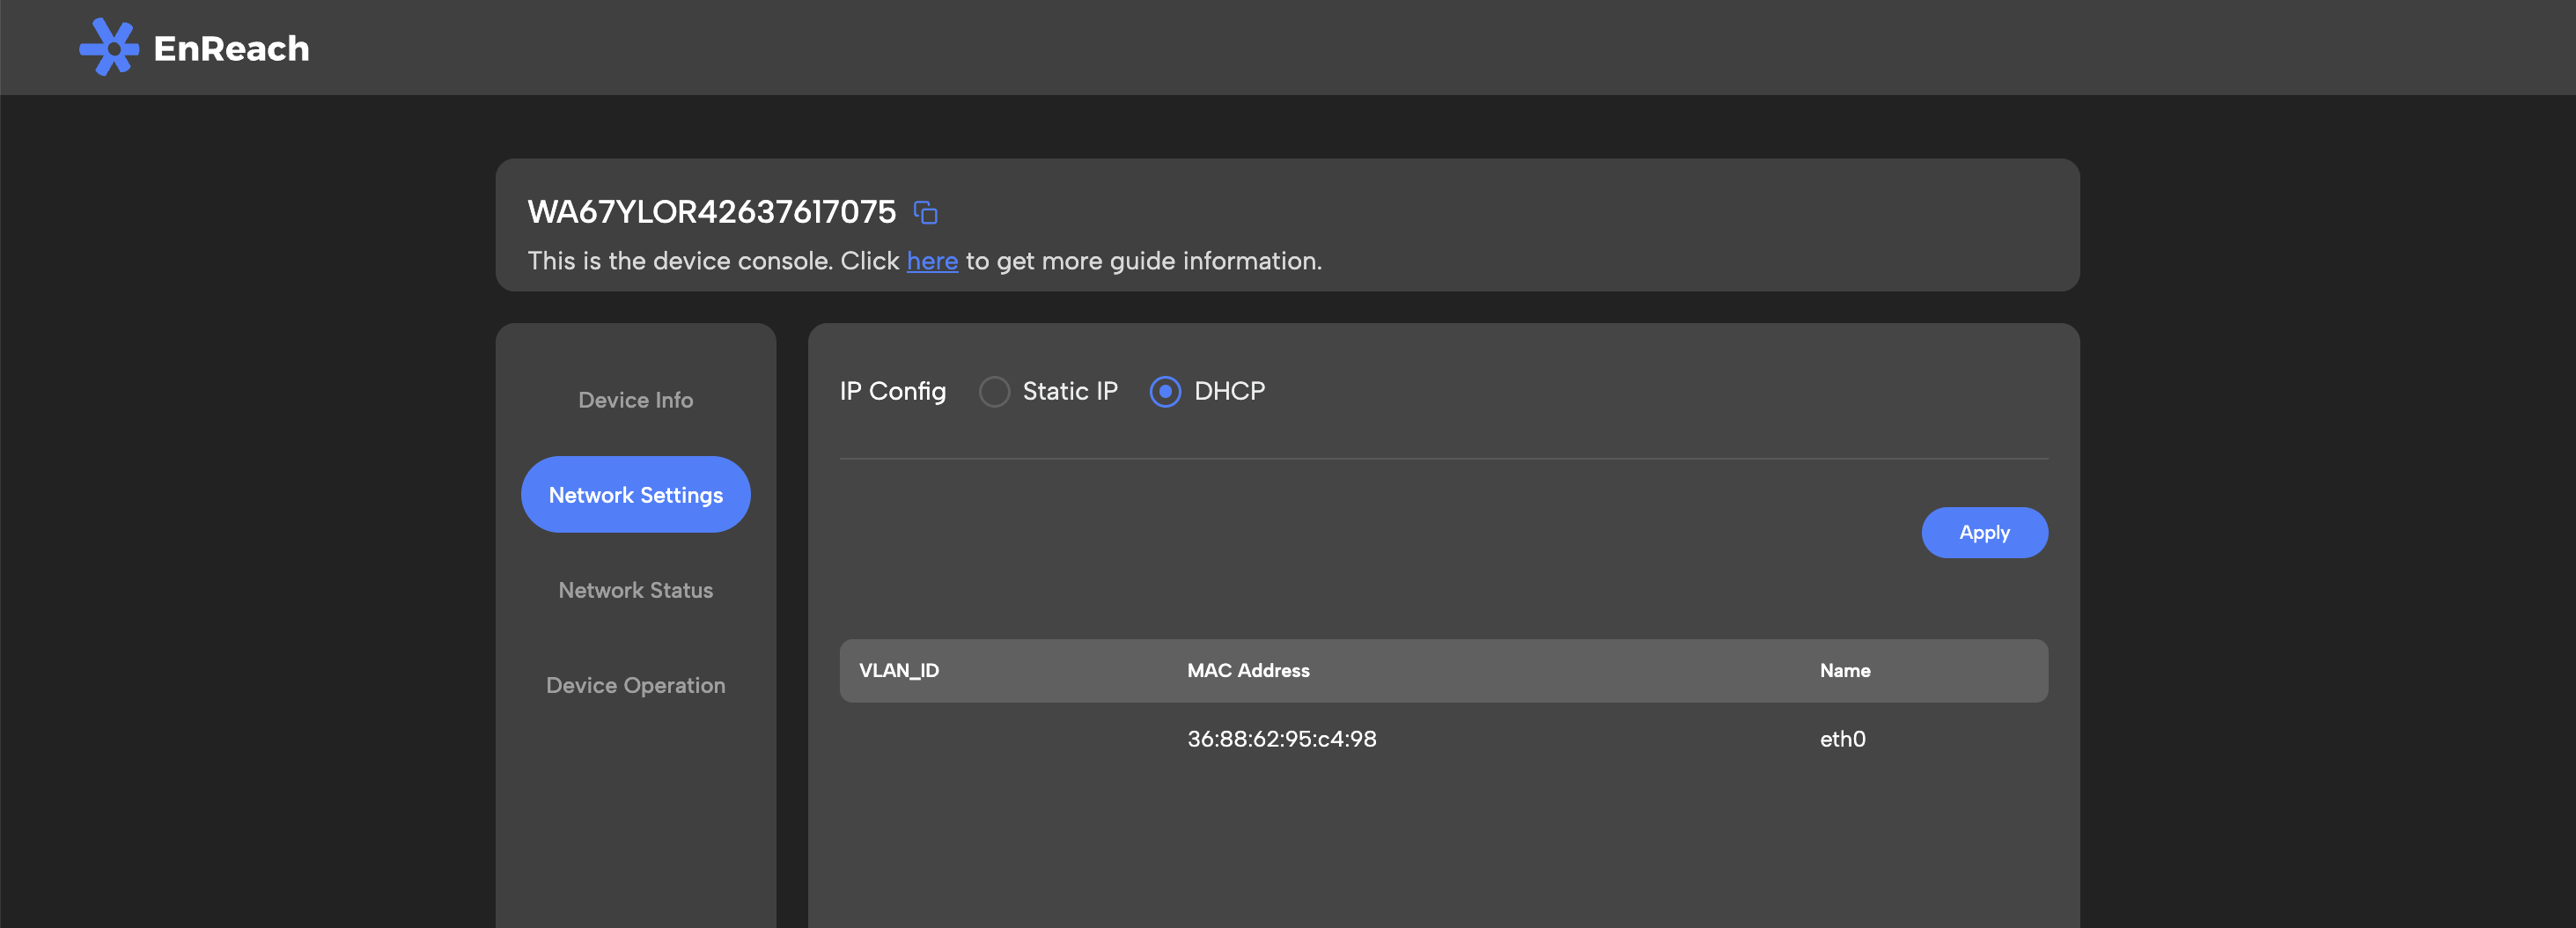 EnReach
WA67YLOR42637617075
This is the device console. Click here to get more guide information.
Device Info
Network Settings
Network Status
Device Operation
IP Config Static IP DHCP
Apply
VLAN_ID MAC Address Name
36:88:62:95:c4:98 eth0